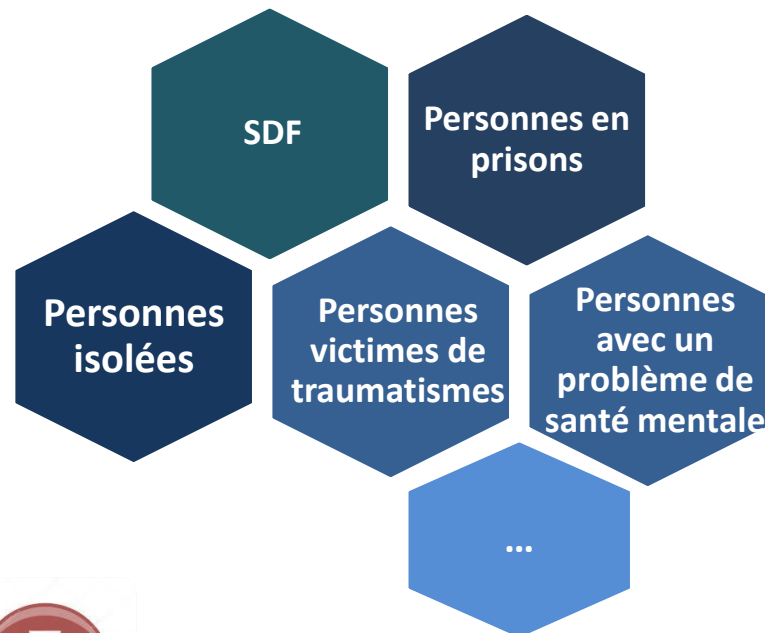 SDF
Personnes en
prisons
Personnes
isolées
Personnes
victimes de
traumatismes
Personnes
avec un
problème de
santé mentale
...